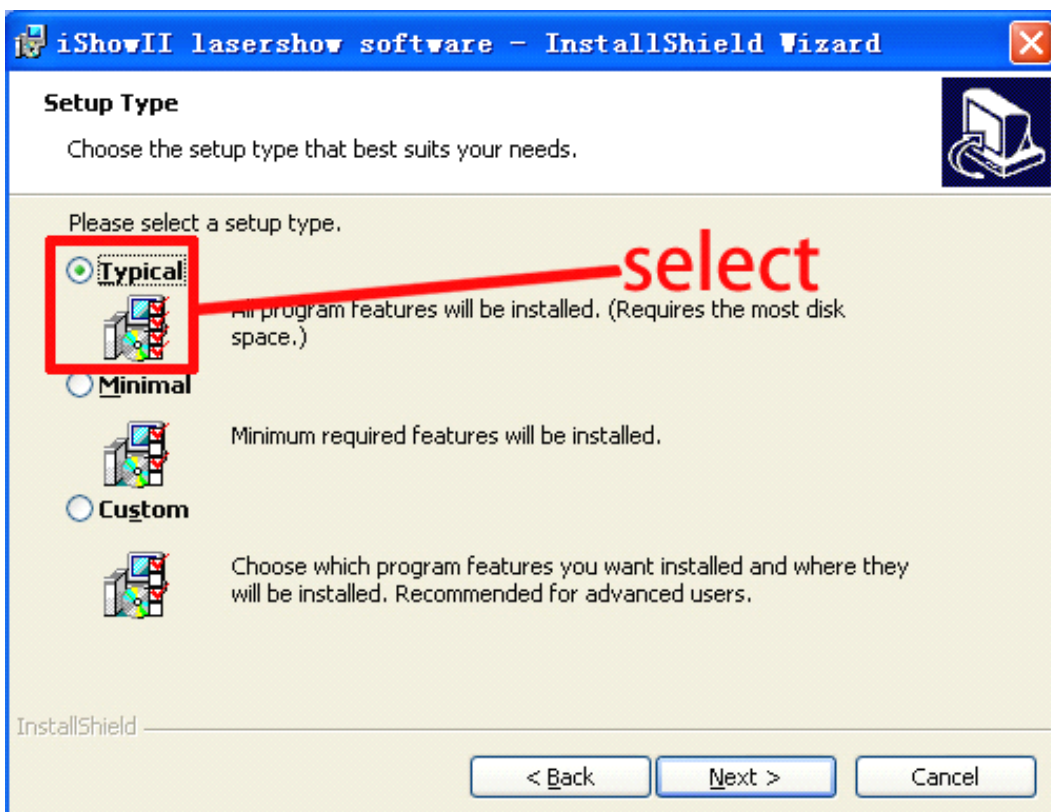 iShowII lasershow software - InstallShield Wizard
Setup Type
Choose the setup type that best suits your needs.
Please select a setup type.
Typical
select
All program features will be installed. (Requires the most disk
space.)
Minimal
Minimum required features will be installed.
Custom
Choose which program features you want installed and where they
will be installed. Recommended for advanced users.
InstallShield
< Back
Next >
Cancel